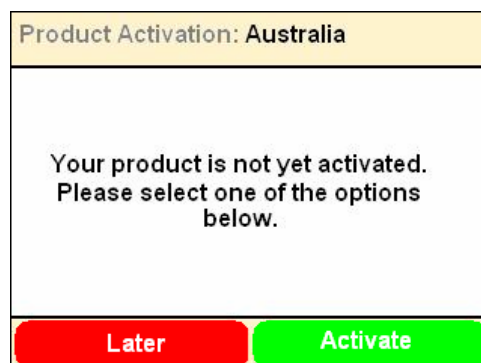 Product Activation: Australia
Your product is not yet activated.
Please select one of the options
below.
Later
Activate